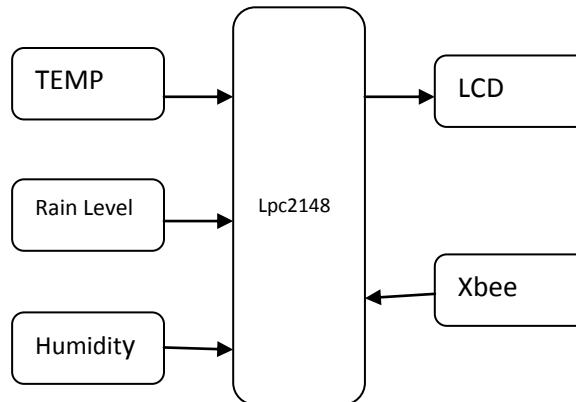 TEMP
LCD
Rain Level
Lpc2148
Xbee
Humidity